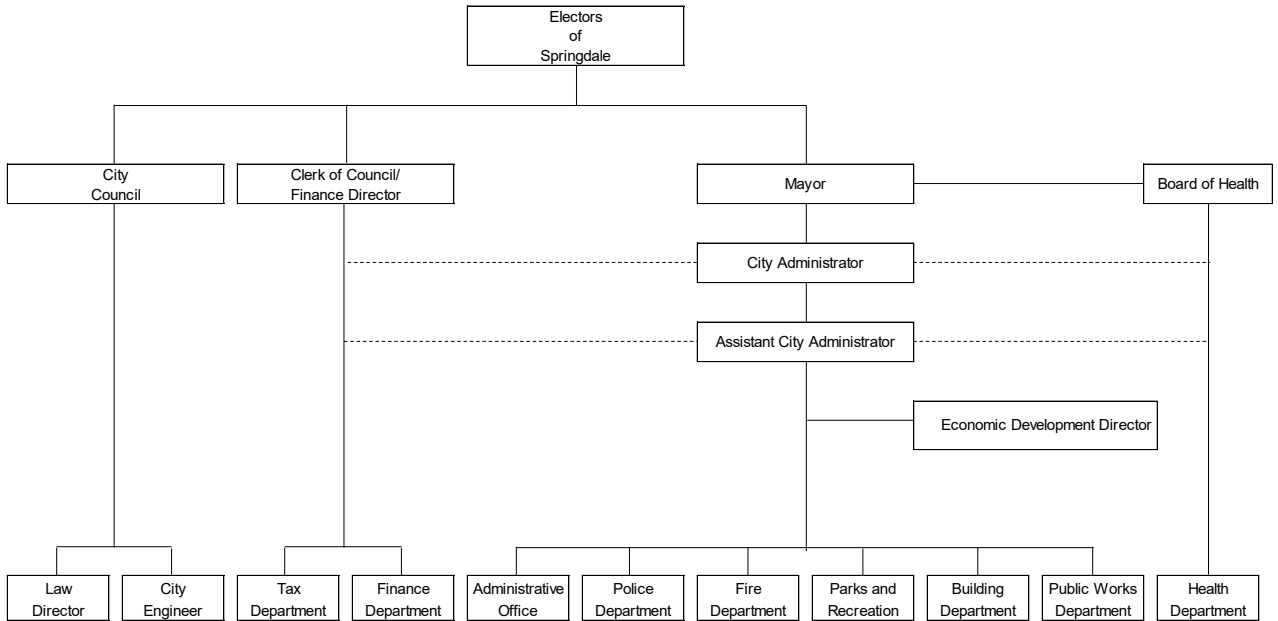 Electors
of
Springdale
City
Council
Clerk of Council/
Finance Director
Mayor
Board of Health
City Administrator
Assistant City Administrator
Economic Development Director
Law
Director
City
Engineer
Tax
Department
Finance
Department
Administrative
Office
Police
Department
Fire
Department
Parks and
Recreation
Building
Department
Public Works
Department
Health
Department